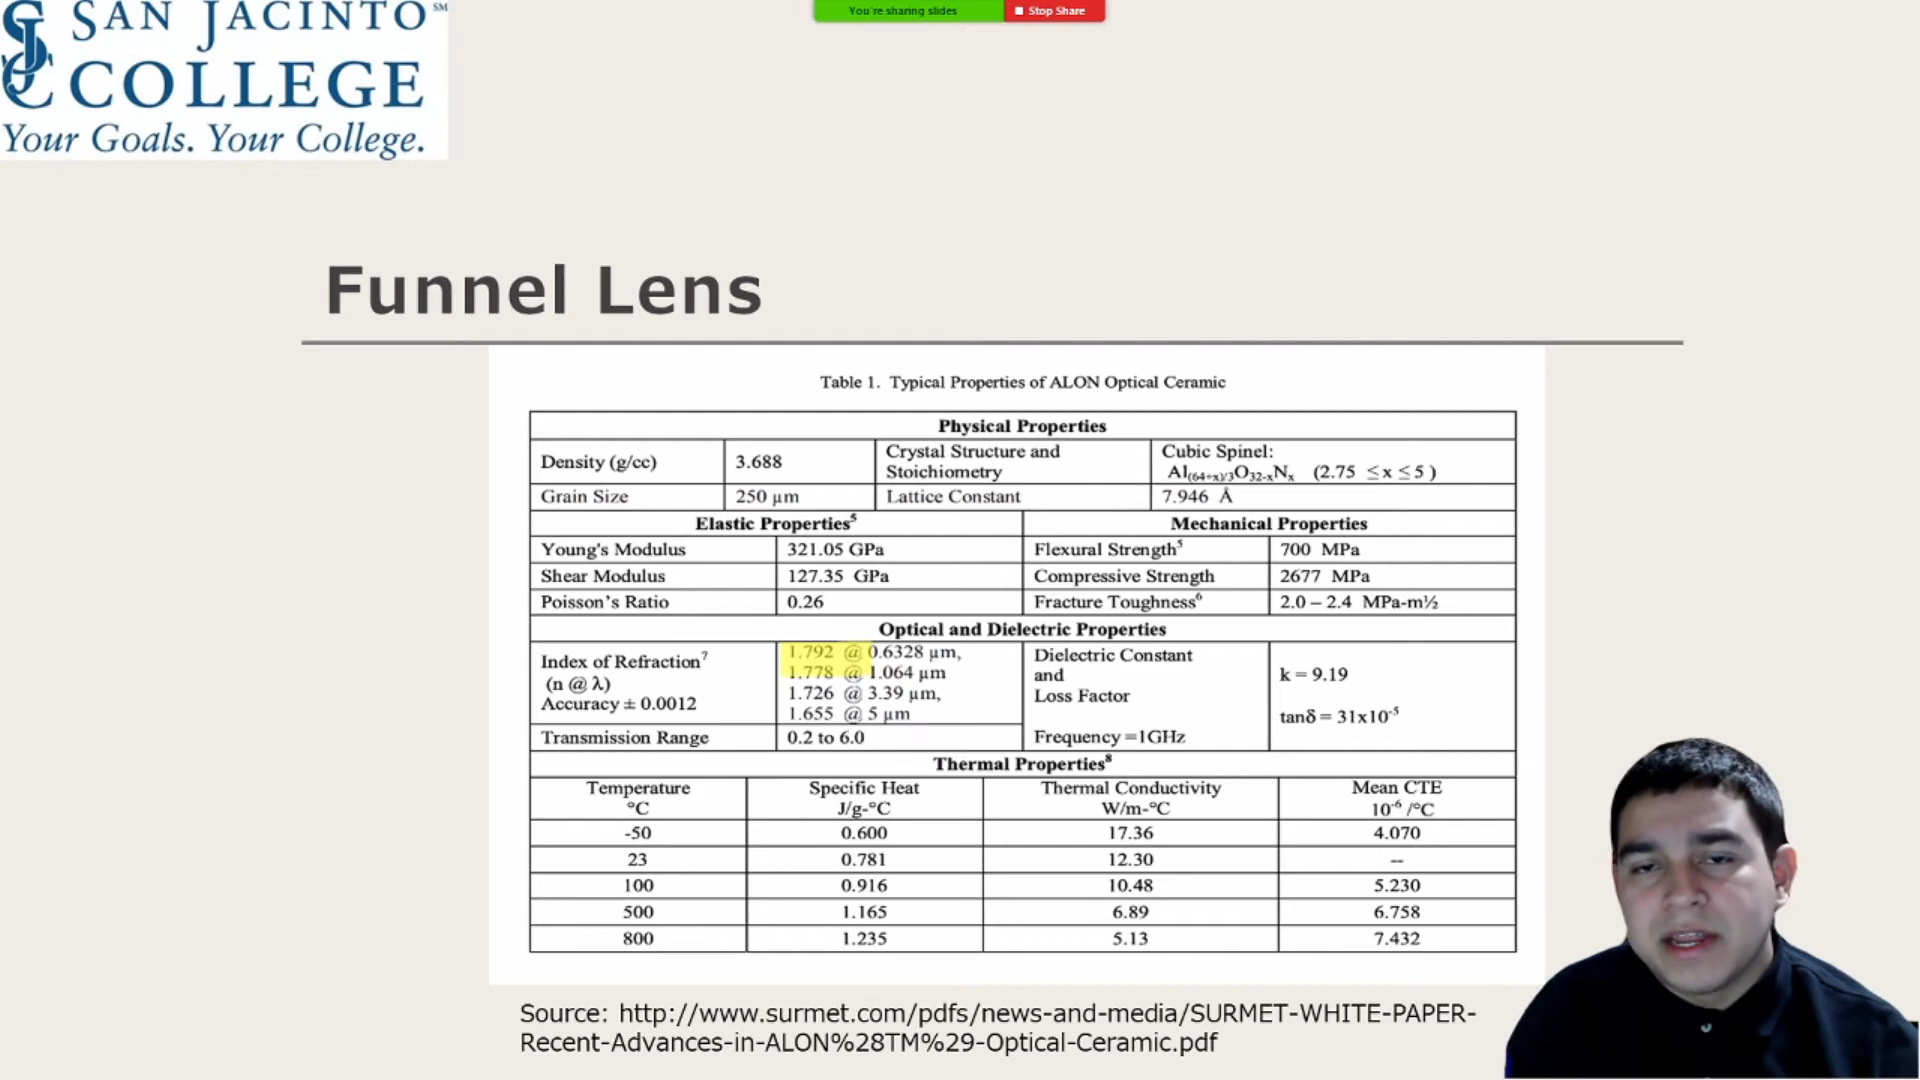 You're sharing slides
Stop Share
SAN JACINTO SM
COLLEGE
Your Goals. Your College.
Funnel Lens
Table 1. Typical Properties of ALON Optical Ceramic
Physical Properties
Density (g/cc) 3.688 Crystal Structure and Stoichiometry Cubic Spinel: Al(64+x)/3O32-xNx (2.75 ≤x ≤5 )
Grain Size 250 µm Lattice Constant 7.946 Å
Elastic Properties5 Mechanical Properties
Young's Modulus 321.05 GPa Flexural Strength5 700 MPa
Shear Modulus 127.35 GPa Compressive Strength 2677 MPa
Poisson's Ratio 0.26 Fracture Toughness6 2.0 – 2.4 MPa-m½
Optical and Dielectric Properties
Index of Refraction7
(n @ λ)
Accuracy ± 0.0012
1.792 @ 0.6328 µm,
1.778 @ 1.064 µm
1.726 @ 3.39 µm,
1.655 @ 5 µm
Dielectric Constant
and
Loss Factor
Frequency =1GHz
k = 9.19
tanδ = 31x10-5
Transmission Range 0.2 to 6.0
Thermal Properties8
Temperature °C Specific Heat J/g-°C Thermal Conductivity W/m-°C Mean CTE 10-6 /°C
-50 0.600 17.36 4.070
23 0.781 12.30 --
100 0.916 10.48 5.230
500 1.165 6.89 6.758
800 1.235 5.13 7.432
Source: http://www.surmet.com/pdfs/news-and-media/SURMET-WHITE-PAPER-
Recent-Advances-in-ALON%28TM%29-Optical-Ceramic.pdf